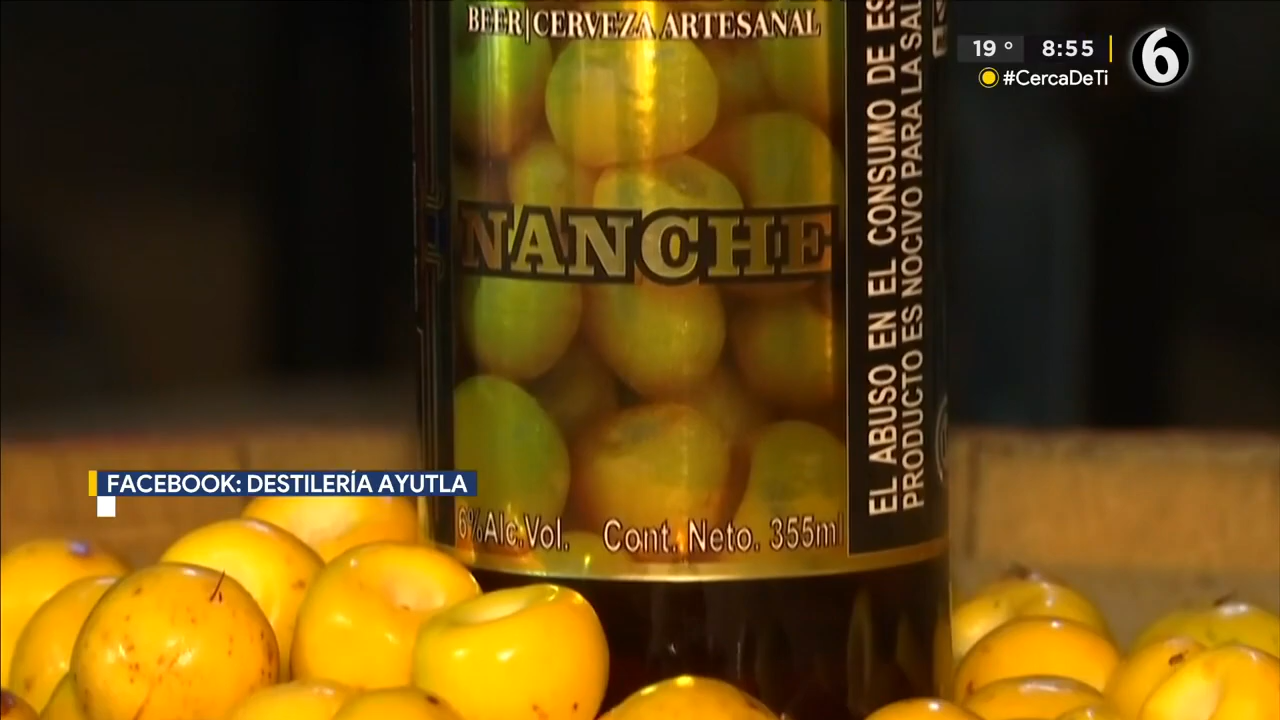 BEER|CERVEZA ARTESANAL
NANCHE
6%Alc.Vol. Cont. Neto. 355ml
EL ABUSO EN EL CONSUMO DE ES
PRODUCTO ES NOCIVO PARA LA SAL
19° 8:55
#CercaDeTi
6
FACEBOOK: DESTILERÍA AYUTLA